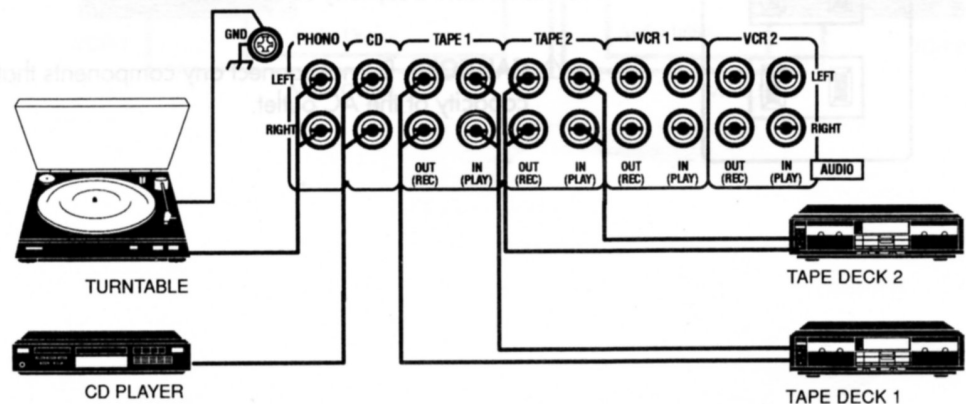 GND
PHONO CD TAPE 1 TAPE 2 VCR 1 VCR 2
LEFT LEFT
RIGHT RIGHT
OUT (REC) IN (PLAY) OUT (REC) IN (PLAY) OUT (REC) IN (PLAY) OUT (REC) IN (PLAY)
AUDIO
TURNTABLE
TAPE DECK 2
CD PLAYER
TAPE DECK 1